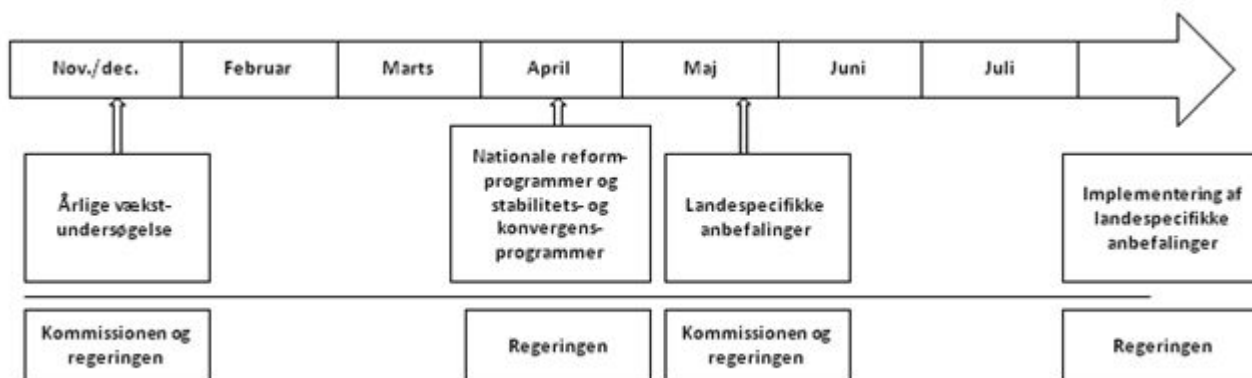 Nov./dec.
Februar
Marts
April
Maj
Juni
Juli
Årlige vækst-
undersøgelse
Nationale reform-
programmer og
stabilitets- og
konvergens-
programmer
Landespecifikke
anbefalinger
Implementering af
landespecifikke
anbefalinger
Kommissionen og
regeringen
Regeringen
Kommissionen og
regeringen
Regeringen